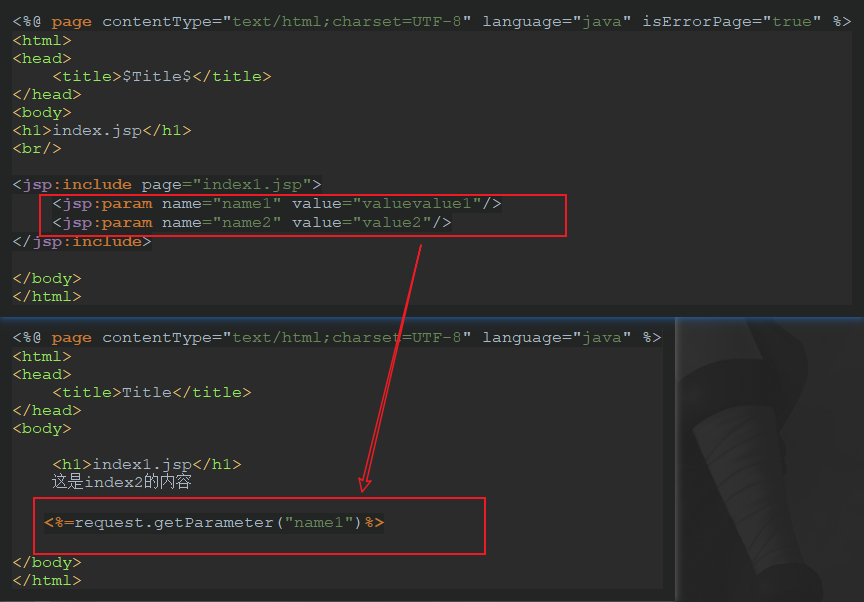 <%@ page contentType="text/html;charset=UTF-8" language="java" isErrorPage="true" %>
<html>
<head>
    <title>$Title$</title>
</head>
<body>
<h1>index.jsp</h1>
<br/>
<jsp:include page="index1.jsp">
    <jsp:param name="name1" value="valuevalue1"/>
    <jsp:param name="name2" value="value2"/>
</jsp:include>
</body>
</html>
<%@ page contentType="text/html;charset=UTF-8" language="java" %>
<html>
<head>
    <title>Title</title>
</head>
<body>
    <h1>index1.jsp</h1>
    这是index2的内容
   <%=request.getParameter("name1")%>
</body>
</html>